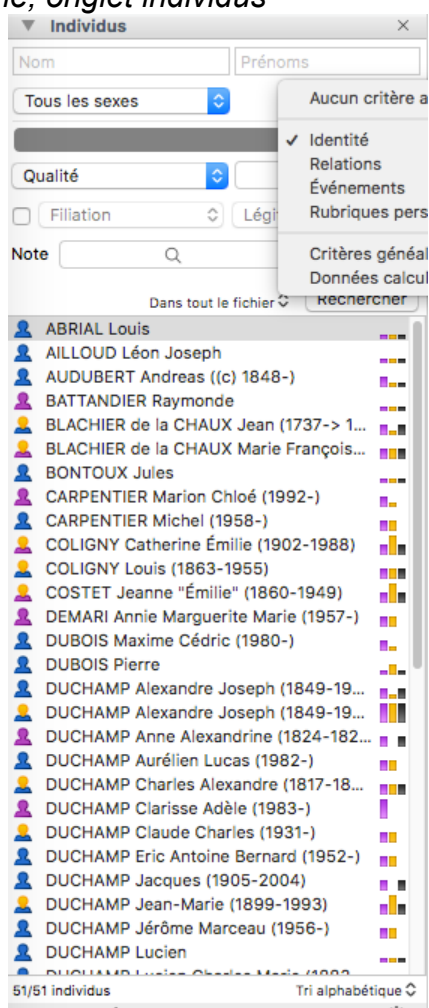 onglet individus
Individus
Nom Prénoms
Tous les sexes Aucun critère a
✓ Identité
Relations
Qualité Événements
Filiation Légi Rubriques pers
Note Critères généal
Données calcul
Dans tout le fichier Rechercher
ABRIAL Louis
AILLOUD Léon Joseph
AUDUBERT Andreas ((c) 1848-)
BATTANDIER Raymonde
BLACHIER de la CHAUX Jean (1737-> 1...
BLACHIER de la CHAUX Marie François...
BONTOUX Jules
CARPENTIER Marion Chloé (1992-)
CARPENTIER Michel (1958-)
COLIGNY Catherine Émilie (1902-1988)
COLIGNY Louis (1863-1955)
COSTET Jeanne "Émilie" (1860-1949)
DEMARI Annie Marguerite Marie (1957-)
DUBOIS Maxime Cédric (1980-)
DUBOIS Pierre
DUCHAMP Alexandre Joseph (1849-19...
DUCHAMP Alexandre Joseph (1849-19...
DUCHAMP Anne Alexandrine (1824-182...
DUCHAMP Aurélien Lucas (1982-)
DUCHAMP Charles Alexandre (1817-18...
DUCHAMP Clarisse Adèle (1983-)
DUCHAMP Claude Charles (1931-)
DUCHAMP Eric Antoine Bernard (1952-)
DUCHAMP Jacques (1905-2004)
DUCHAMP Jean-Marie (1899-1993)
DUCHAMP Jérôme Marceau (1956-)
DUCHAMP Lucien
51/51 individus Tri alphabétique